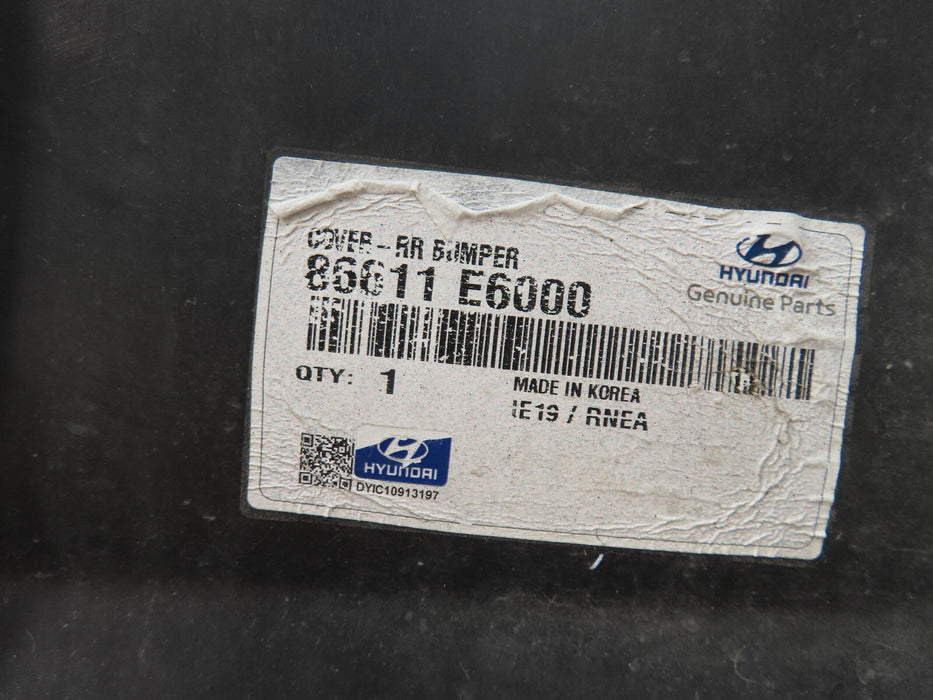 COVER-RR BUMPER
86611 E6000
HYUNDAI
Genuine Parts
QTY: 1
MADE IN KOREA
IE19 / RNEA
HYUNDAI
DYIC10913197